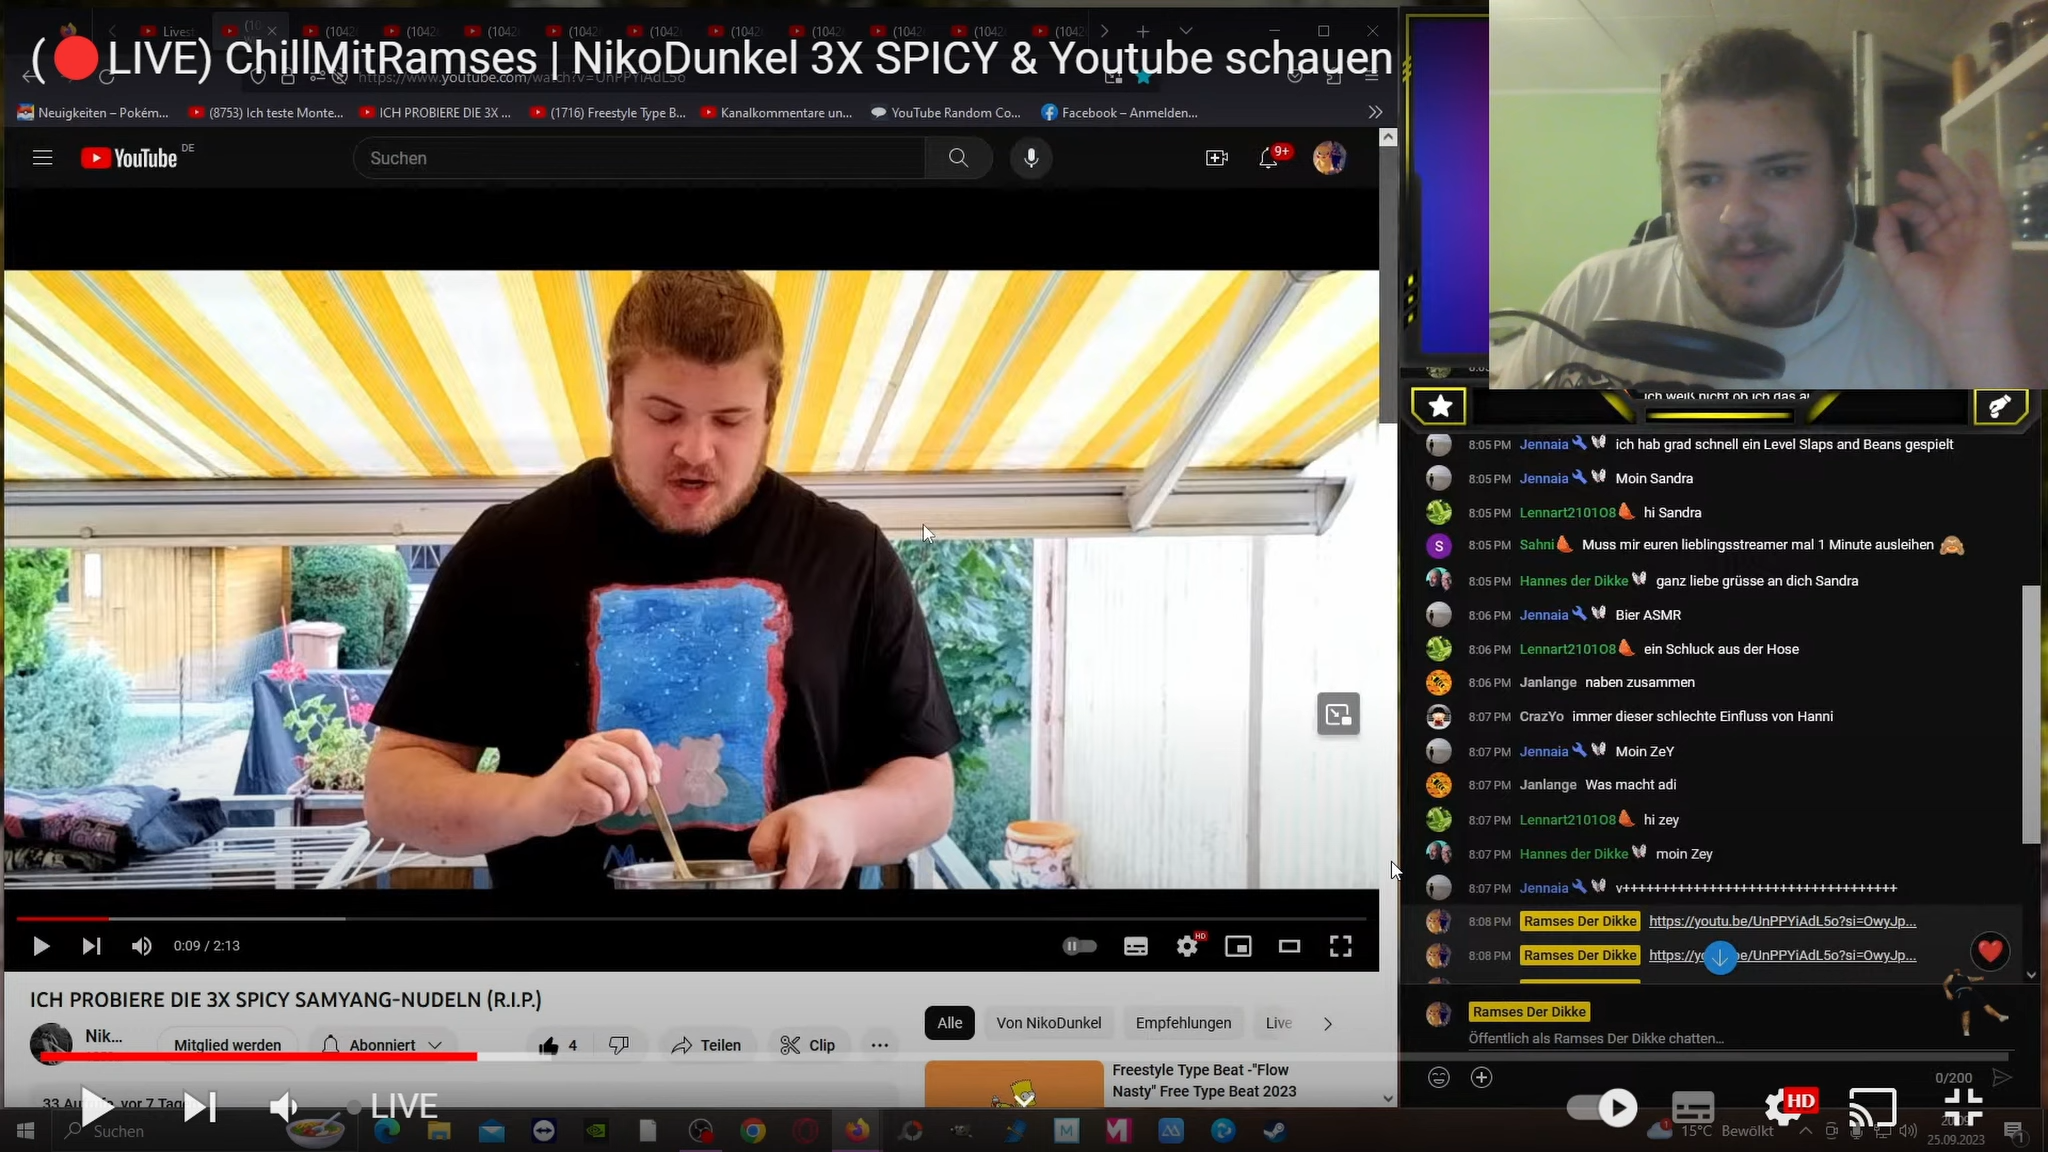 (🔴LIVE) ChillMitRamses | NikoDunkel 3X SPICY & Youtube schauen
Neuigkeiten – Pokém...
(8753) Ich teste Monte...
ICH PROBIERE DIE 3X ...
(1716) Freestyle Type B...
Kanalkommentare un...
YouTube Random Co...
Facebook – Anmelden...
YouTube DE
Suchen
9+
0:09 / 2:13
HD
ICH PROBIERE DIE 3X SPICY SAMYANG-NUDELN (R.I.P.)
Nik...
Mitglied werden
Abonniert
4
Teilen
Clip
Alle
Von NikoDunkel
Empfehlungen
Live
Freestyle Type Beat -"Flow
Nasty" Free Type Beat 2023
LIVE
8:05 PM Jennaia ich hab grad schnell ein Level Slaps and Beans gespielt
8:05 PM Jennaia Moin Sandra
8:05 PM Lennart2101O8 hi Sandra
S 8:05 PM Sahni Muss mir euren lieblingsstreamer mal 1 Minute ausleihen
8:05 PM Hannes der Dikke ganz liebe grüsse an dich Sandra
8:06 PM Jennaia Bier ASMR
8:06 PM Lennart2101O8 ein Schluck aus der Hose
8:06 PM Janlange naben zusammen
8:07 PM CrazYo immer dieser schlechte Einfluss von Hanni
8:07 PM Jennaia Moin ZeY
8:07 PM Janlange Was macht adi
8:07 PM Lennart2101O8 hi zey
8:07 PM Hannes der Dikke moin Zey
8:07 PM Jennaia v++++++++++++++++++++++++++++++++++
8:08 PM Ramses Der Dikke https://youtu.be/UnPPYiAdL5o?si=OwyJp...
8:08 PM Ramses Der Dikke
Ramses Der Dikke
Öffentlich als Ramses Der Dikke chatten...
0/200
HD
Suchen
15°C Bewölkt
25.09.2023